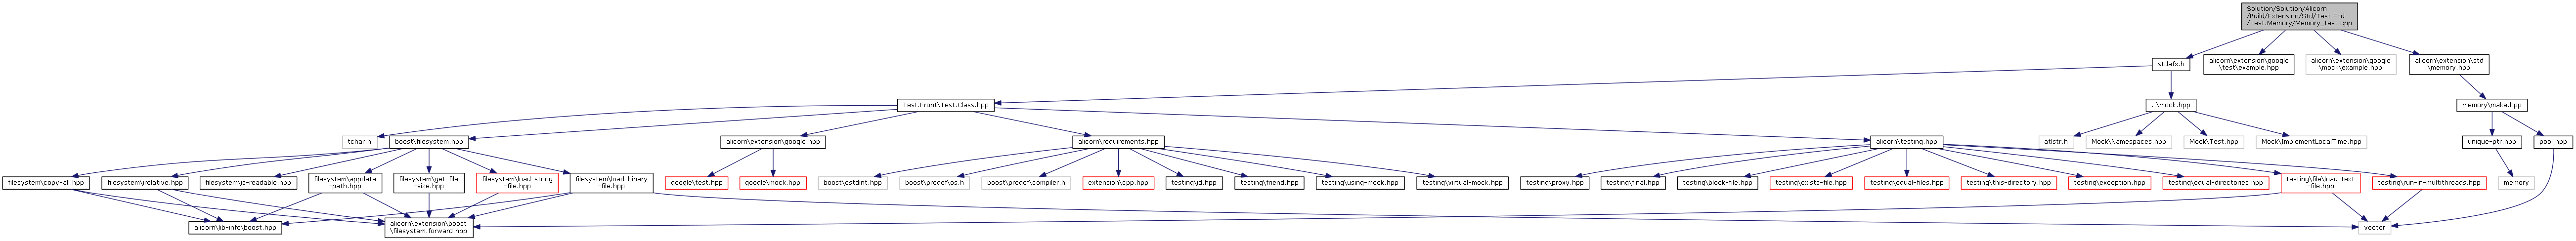 Solution/Solution/Alicorn
/Build/Extension/Std/Test.Std
/Test.Memory/Memory_test.cpp
stdafx.h
alicorn\extension\google
test\example.hpp
alicorn\extension\google
\mock\example.hpp
alicorn\extension\std
\memory.hpp
Test.Front\Test.Class.hpp
..\mock.hpp
memory\make.hpp
tchar.h
boost\filesystem.hpp
alicorn\extension\google.hpp
alicorn\requirements.hpp
alicorn\testing.hpp
atlstr.h
Mock\Namespaces.hpp
Mock\Test.hpp
Mock\ImplementLocalTime.hpp
unique-ptr.hpp
pool.hpp
filesystem\copy-all.hpp
filesystem\relative.hpp
filesystem\is-readable.hpp
filesystem\appdata
-path.hpp
filesystem\get-file
-size.hpp
filesystem\load-string
-file.hpp
filesystem\load-binary
-file.hpp
google\test.hpp
google\mock.hpp
boost\cstdint.hpp
boost\predef\os.h
boost\predef\compiler.h
extension\cpp.hpp
testing\id.hpp
testing\friend.hpp
testing\using-mock.hpp
testing\virtual-mock.hpp
testing\proxy.hpp
testing\final.hpp
testing\block-file.hpp
testing\exists-file.hpp
testing\equal-files.hpp
testing\this-directory.hpp
testing\exception.hpp
testing\equal-directories.hpp
testing\file\load-text
-file.hpp
testing\run-in-multithreads.hpp
memory
alicorn\lib-info\boost.hpp
alicorn\extension\boost
\filesystem.forward.hpp
vector